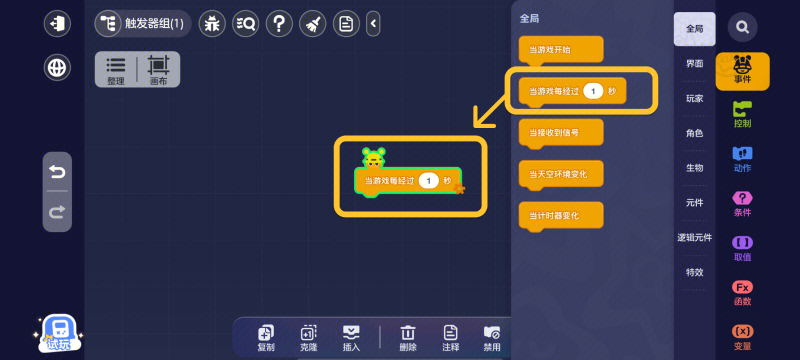 触发器组(1)
整理
画布
当游戏每经过 1 秒
试玩
复制
克隆
插入
删除
注释
禁用
全局
当游戏开始
当游戏每经过 1 秒
当接收到信号
当天空环境变化
当计时器变化
全局
界面
玩家
角色
生物
元件
逻辑元件
特效
事件
控制
动作
条件
取值
Fx
函数
(x)
变量